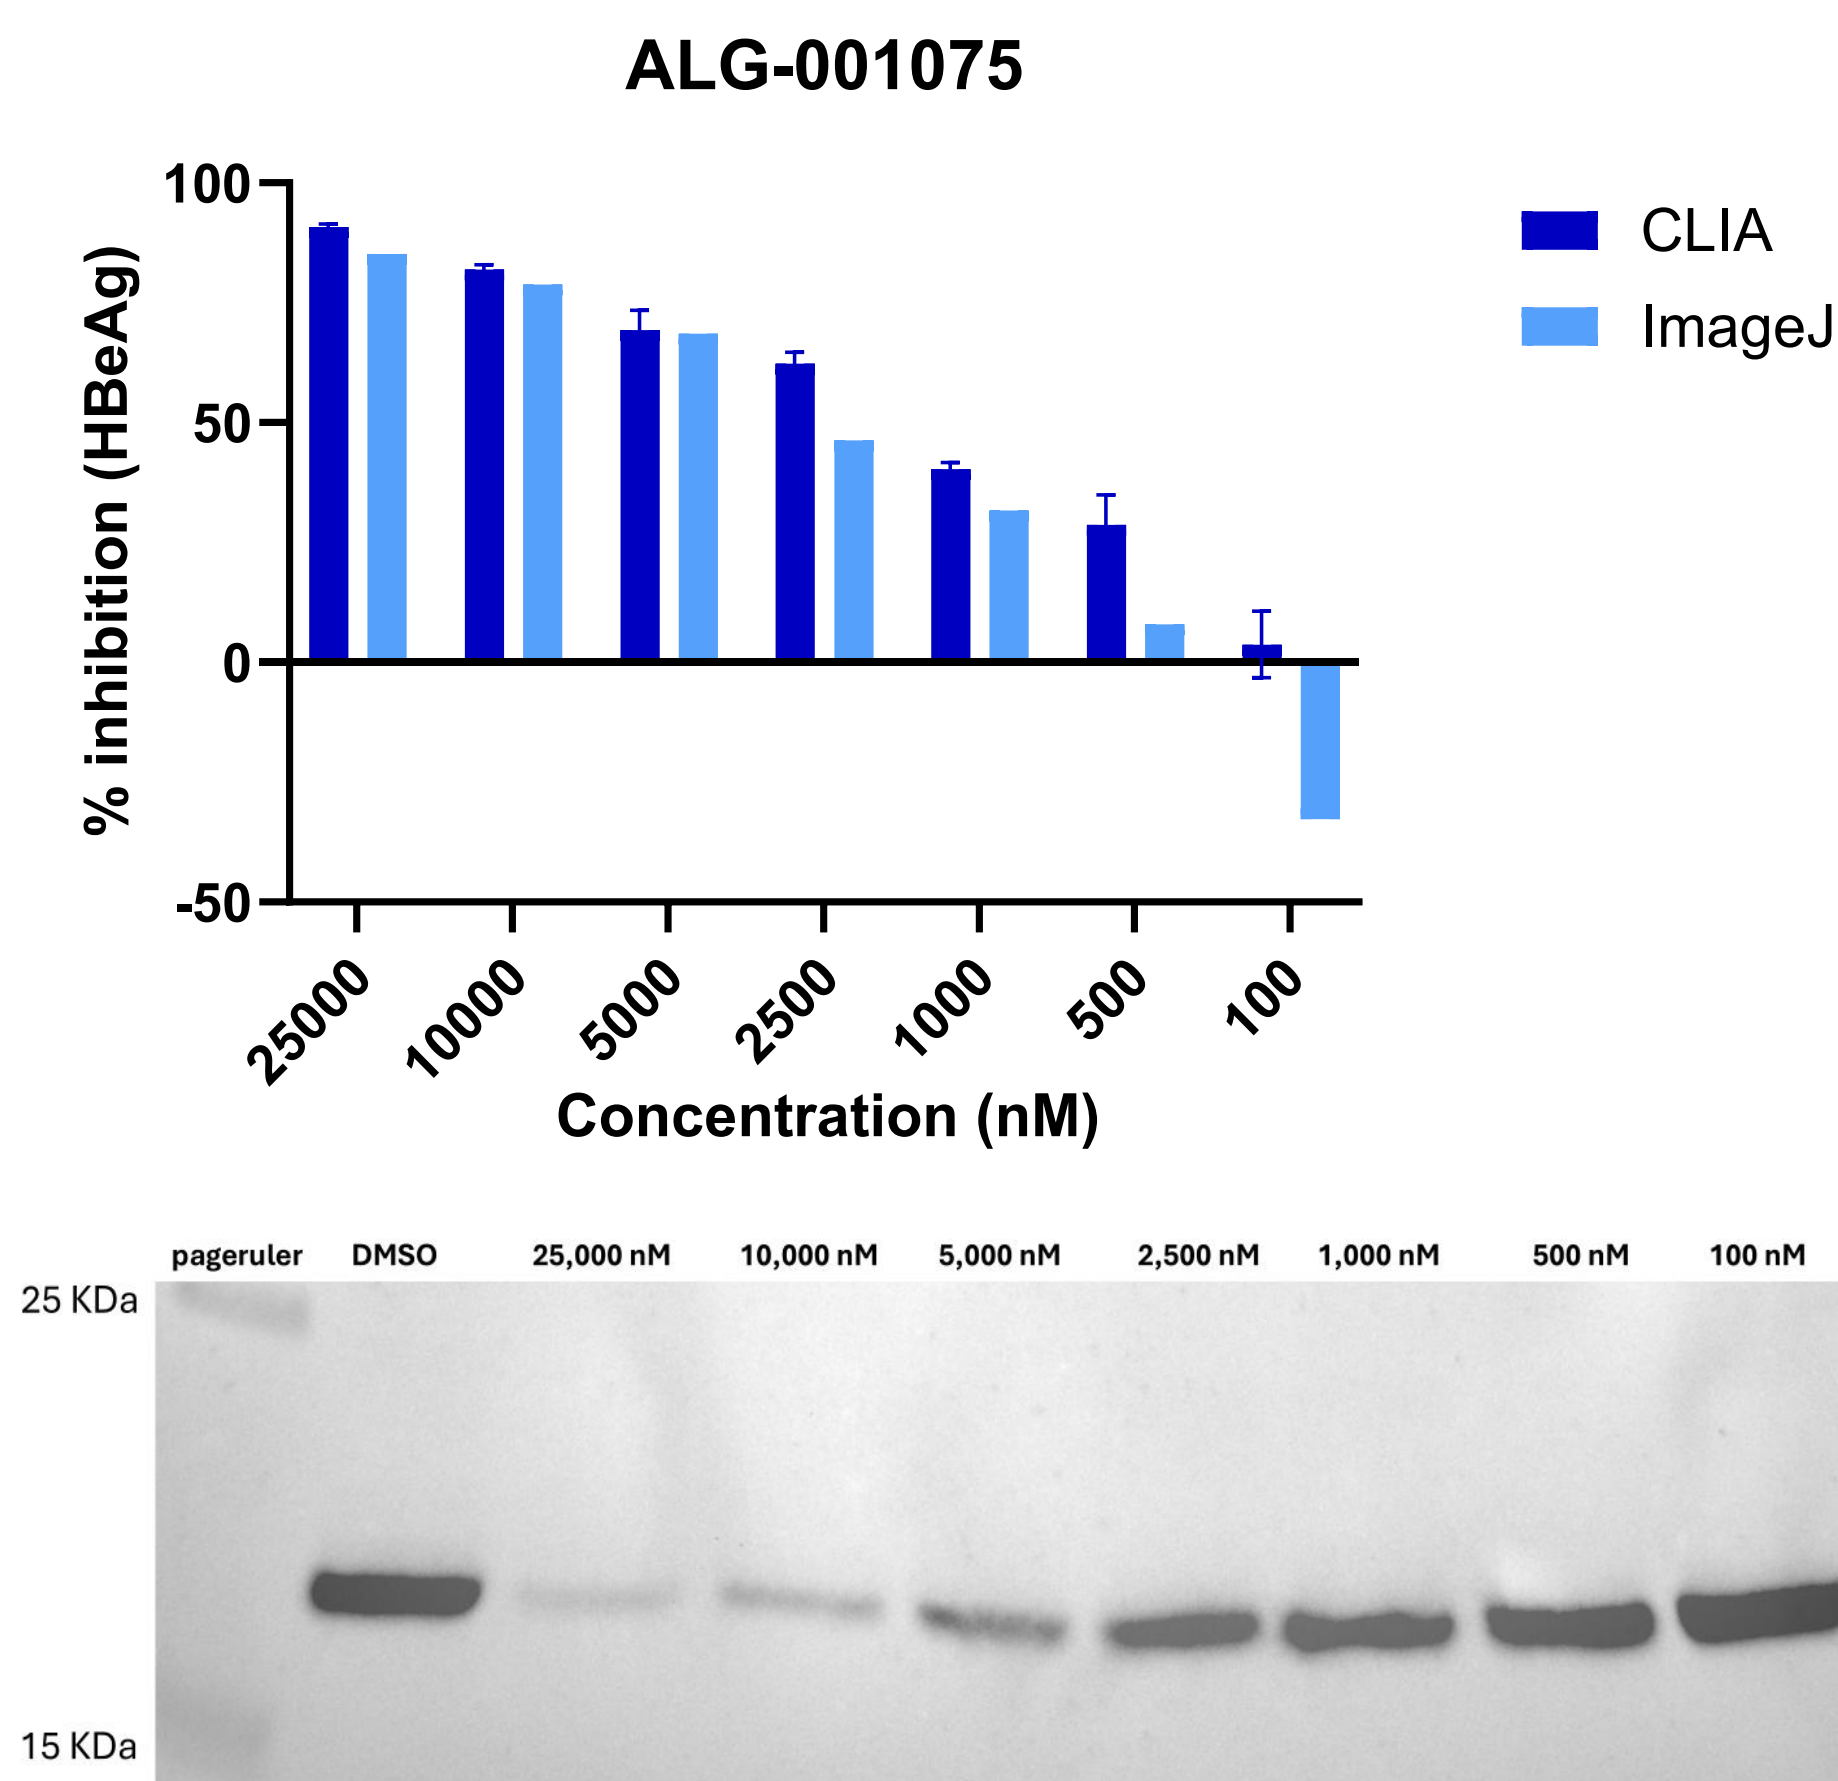 ALG-001075
100
50
0
-50
% inhibition (HBeAg)
CLIA
ImageJ
25000
10000
5000
2500
1000
500
100
Concentration (nM)
pageruler DMSO 25,000 nM 10,000 nM 5,000 nM 2,500 nM 1,000 nM 500 nM 100 nM
25 KDa
15 KDa